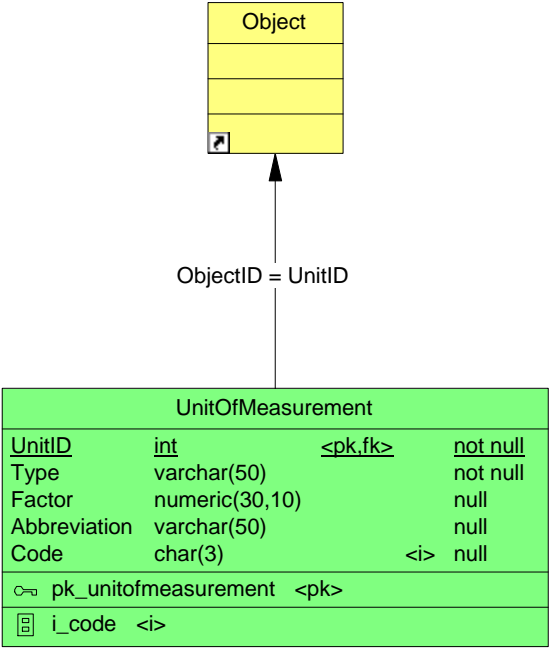 Object
ObjectID = UnitID
UnitOfMeasurement
UnitID int <pk,fk> not null
Type varchar(50) not null
Factor numeric(30,10) null
Abbreviation varchar(50) null
Code char(3) <i> null
pk_unitofmeasurement <pk>
i_code <i>